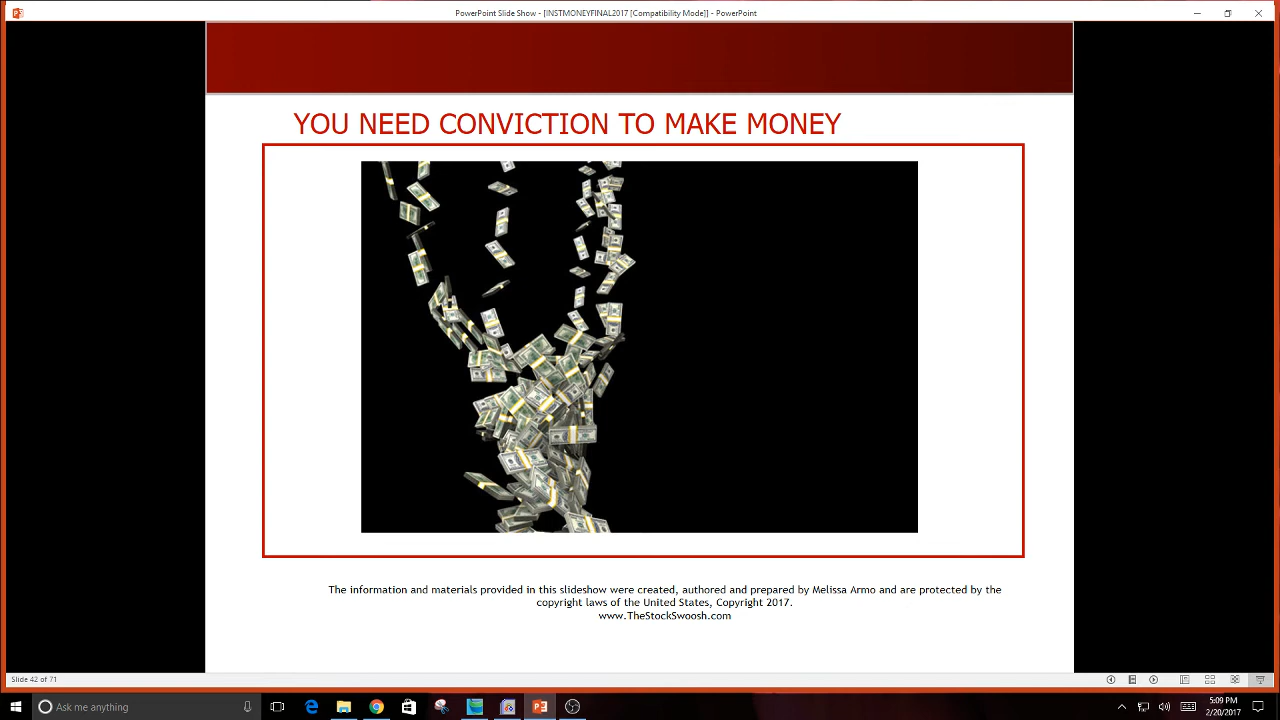 PowerPoint Slide Show - [INSTMONEYFINAL2017 [Compatibility Mode]] - PowerPoint
YOU NEED CONVICTION TO MAKE MONEY
The information and materials provided in this slideshow were created, authored and prepared by Melissa Armo and are protected by the
copyright laws of the United States, Copyright 2017.
www.TheStockSwoosh.com
Slide 42 of 71
Ask me anything
5:09 PM
2/20/2017